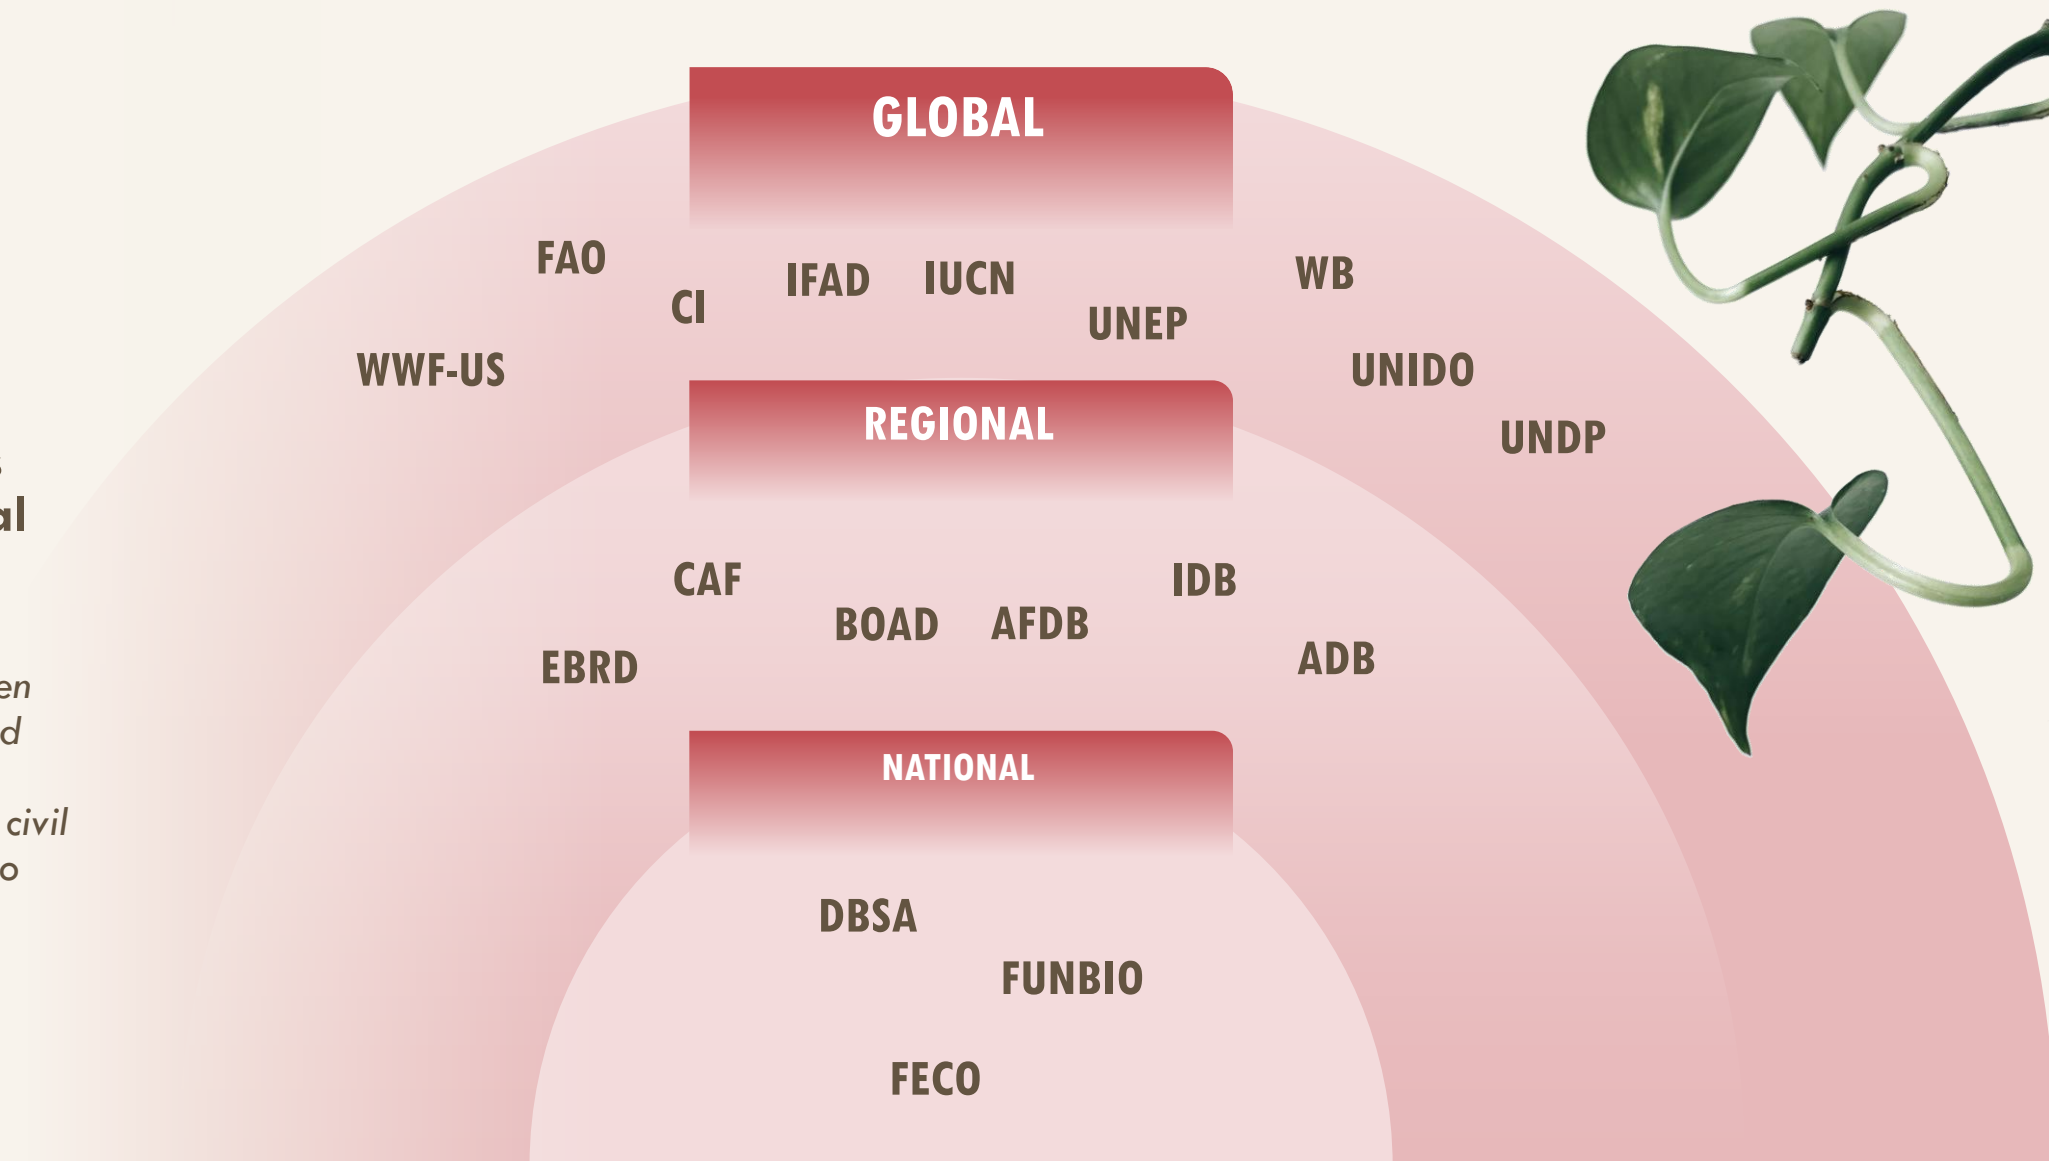 GLOBAL
FAO
CI
IFAD
IUCN
UNEP
WB
WWF-US
UNIDO
UNDP
REGIONAL
CAF
BOAD
AFDB
IDB
EBRD
ADB
NATIONAL
DBSA
FUNBIO
FECO
civil